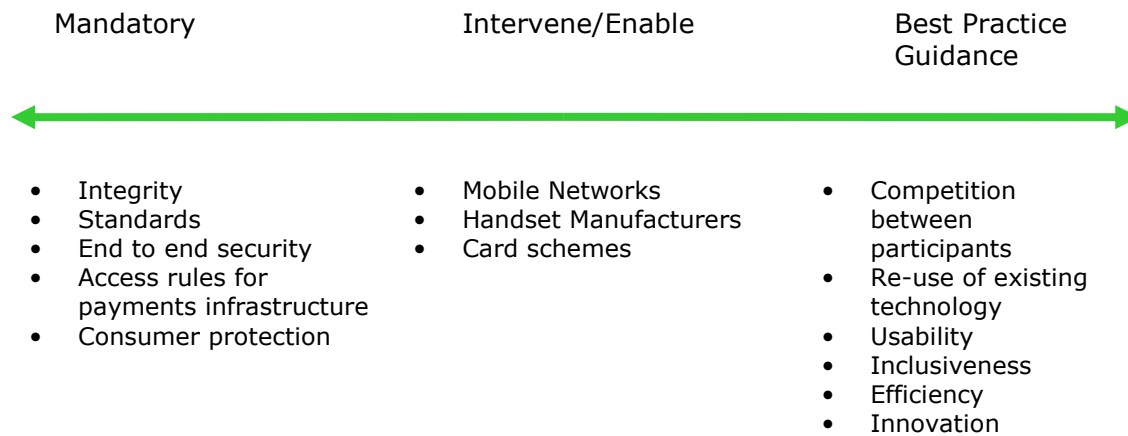 Mandatory
Intervene/Enable
Best Practice
Guidance
• Integrity
• Standards
• End to end security
• Access rules for
payments infrastructure
• Consumer protection
• Mobile Networks
• Handset Manufacturers
• Card schemes
• Competition
between
participants
• Re-use of existing
technology
• Usability
• Inclusiveness
• Efficiency
• Innovation